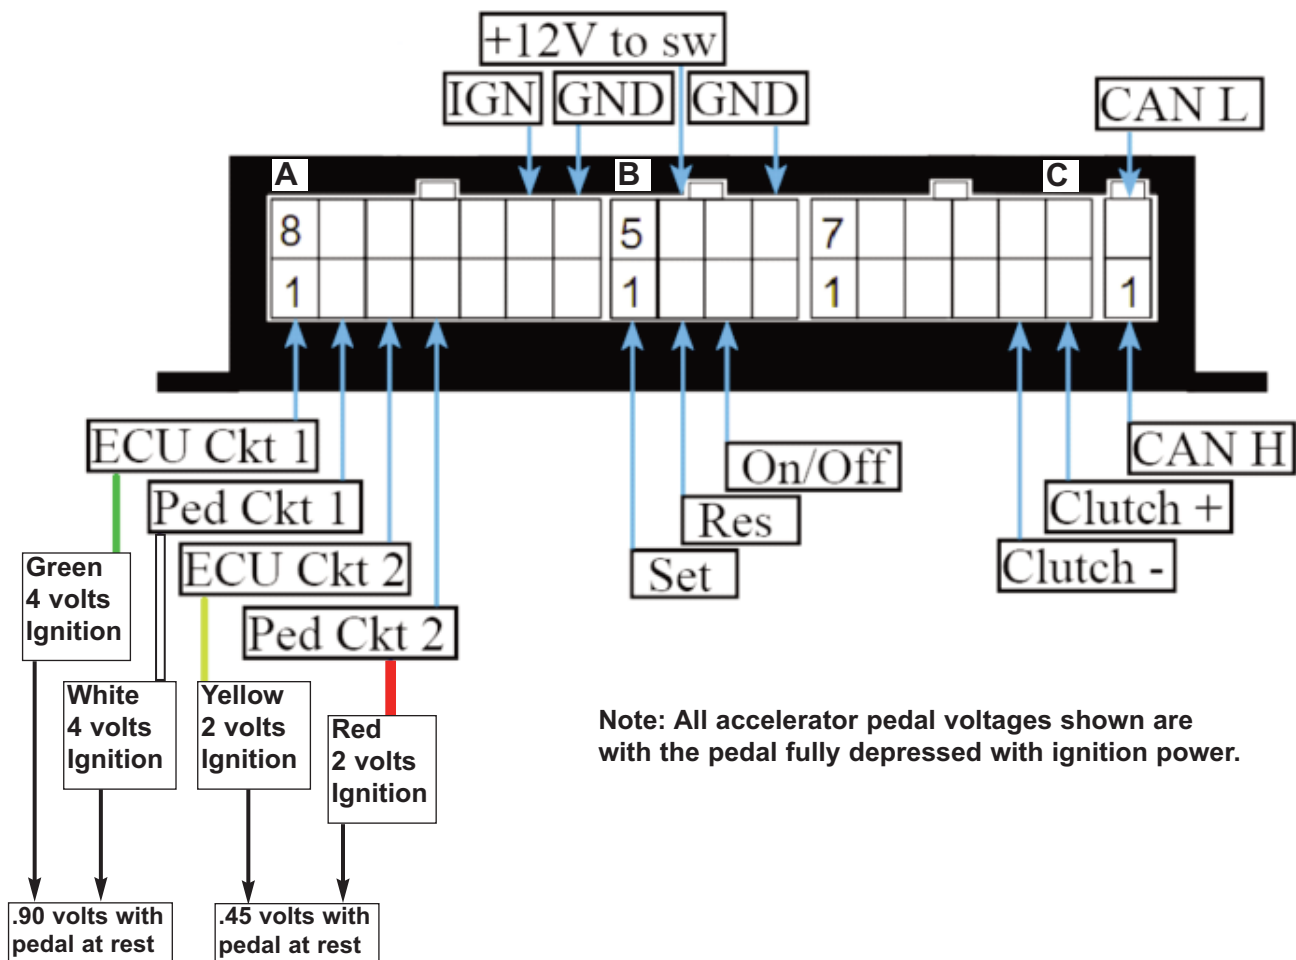 +12V to sw
IGN
GND
GND
CAN L
A
B
C
8
5
7
1
1
1
1
ECU Ckt 1
Ped Ckt 1
ECU Ckt 2
Ped Ckt 2
On/Off
Res
Set
CAN H
Clutch +
Clutch -
Green
4 volts
Ignition
White
4 volts
Ignition
Yellow
2 volts
Ignition
Red
2 volts
Ignition
Note: All accelerator pedal voltages shown are
with the pedal fully depressed with ignition power.
.90 volts with
pedal at rest
.45 volts with
pedal at rest